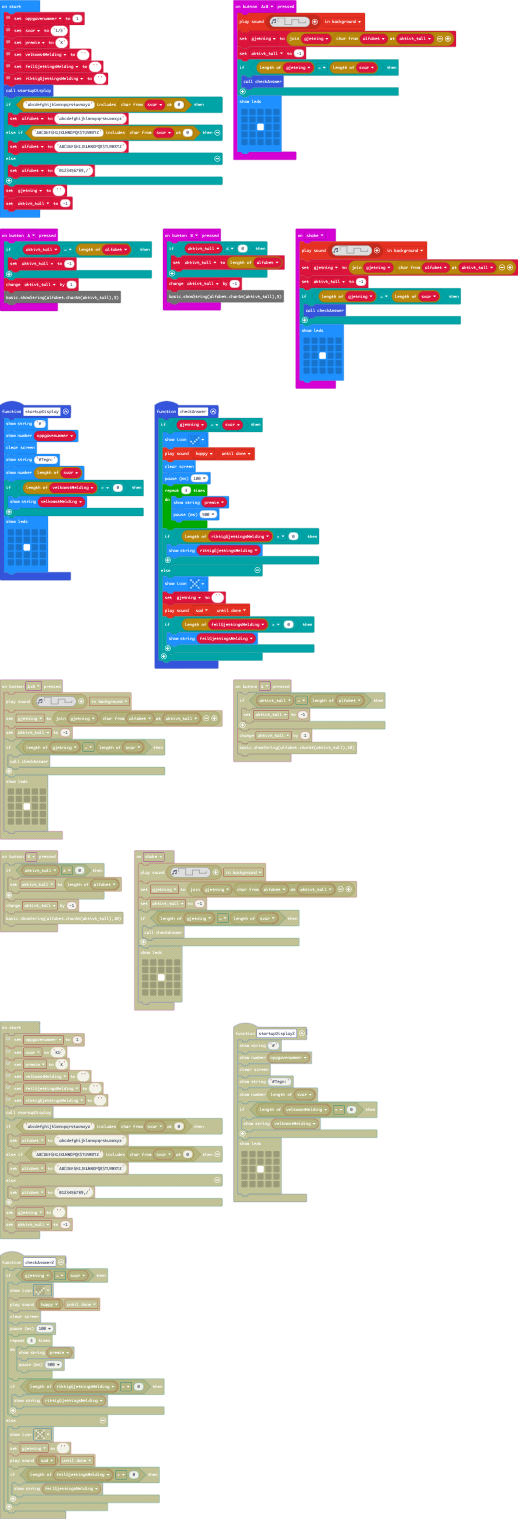 on start
set oppgavenummer to 1
set svar to "1/5"
set premie to "X"
set velkomstMelding to ""
set feilGjetningsMelding to ""
set riktigGjetningsMelding to ""
call startupDisplay
if "abcdefghijklmnopqrstuvwxyz" includes char from svar at 0 then
set alfabet to "abcdefghijklmnopqrstuvwxyz"
else if "ABCDEFGHIJKLMNOPQRSTUVWXYZ" includes char from svar at 0 then
set alfabet to "ABCDEFGHIJKLMNOPQRSTUVWXYZ"
else
set alfabet to "0123456789,/"
set gjetning to ""
set aktivt_tall to -1
on button A+B pressed
play sound in background
set gjetning to join gjetning char from alfabet at aktivt_tall
set aktivt_tall to -1
if length of gjetning = length of svar then
call checkAnswer
show leds
on button A pressed
if aktivt_tall = length of alfabet then
set aktivt_tall to -1
change aktivt_tall by 1
basic.showString(alfabet.charAt(aktivt_tall),5)
on button B pressed
if aktivt_tall ≤ 0 then
set aktivt_tall to length of alfabet
change aktivt_tall by -1
basic.showString(alfabet.charAt(aktivt_tall),5)
on shake
play sound in background
set gjetning to join gjetning char from alfabet at aktivt_tall
set aktivt_tall to -1
if length of gjetning = length of svar then
call checkAnswer
show leds
function startupDisplay
show string "#"
show number oppgavenummer
clear screen
show string "#Tegn:"
show number length of svar
if length of velkomstMelding > 0 then
show string velkomstMelding
show leds
function checkAnswer
if gjetning = svar then
show icon
play sound happy until done
clear screen
pause (ms) 100
repeat 3 times
do show string premie
pause (ms) 500
if length of riktigGjetningsMelding > 0 then
show string riktigGjetningsMelding
else
show icon
set gjetning to ""
play sound sad until done
if length of feilGjetningsMelding > 0 then
show string feilGjetningsMelding
on button A+B pressed
play sound in background
set gjetning to join gjetning char from alfabet at aktivt_tall
set aktivt_tall to -1
if length of gjetning = length of svar then
call checkAnswer
show leds
on button A pressed
if aktivt_tall = length of alfabet then
set aktivt_tall to -1
change aktivt_tall by 1
basic.showString(alfabet.charAt(aktivt_tall),10)
on button B pressed
if aktivt_tall ≤ 0 then
set aktivt_tall to length of alfabet
change aktivt_tall by -1
basic.showString(alfabet.charAt(aktivt_tall),10)
on shake
play sound in background
set gjetning to join gjetning char from alfabet at aktivt_tall
set aktivt_tall to -1
if length of gjetning = length of svar then
call checkAnswer
show leds
on start
set oppgavenummer to 1
set svar to
set premie to "X"
set velkomstMelding to ""
set feilGjetningsMelding to ""
set riktigGjetningsMelding to ""
call startupDisplay
if "abcdefghijklmnopqrstuvwxyz" includes char from svar at 0 then
set alfabet to "abcdefghijklmnopqrstuvwxyz"
else if "ABCDEFGHIJKLMNOPQRSTUVWXYZ" includes char from svar at 0 then
set alfabet to "ABCDEFGHIJKLMNOPQRSTUVWXYZ"
else
set alfabet to "0123456789,/"
set gjetning to ""
set aktivt_tall to -1
function startupDisplay2
show string "#"
show number oppgavenummer
clear screen
show string "#Tegn:"
show number length of svar
if length of velkomstMelding > 0 then
show string velkomstMelding
show leds
function checkAnswer2
if gjetning = svar then
show icon
play sound happy until done
clear screen
pause (ms) 100
repeat 3 times
do show string premie
pause (ms) 500
if length of riktigGjetningsMelding > 0 then
show string riktigGjetningsMelding
else
show icon
set gjetning to ""
play sound sad until done
if length of feilGjetningsMelding > 0 then
show string feilGjetningsMelding